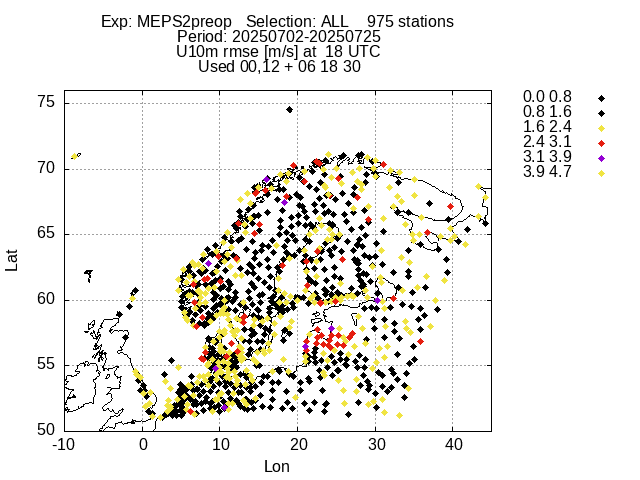 Exp: MEPS2preop   Selection: ALL    975 stations
Period: 20250702-20250725
U10m rmse [m/s] at  18 UTC
Used 00,12 + 06 18 30
0.0 0.8
0.8 1.6
1.6 2.4
2.4 3.1
3.1 3.9
3.9 4.7
75
70
65
60
55
50
Lat
-10 0 10 20 30 40
Lon